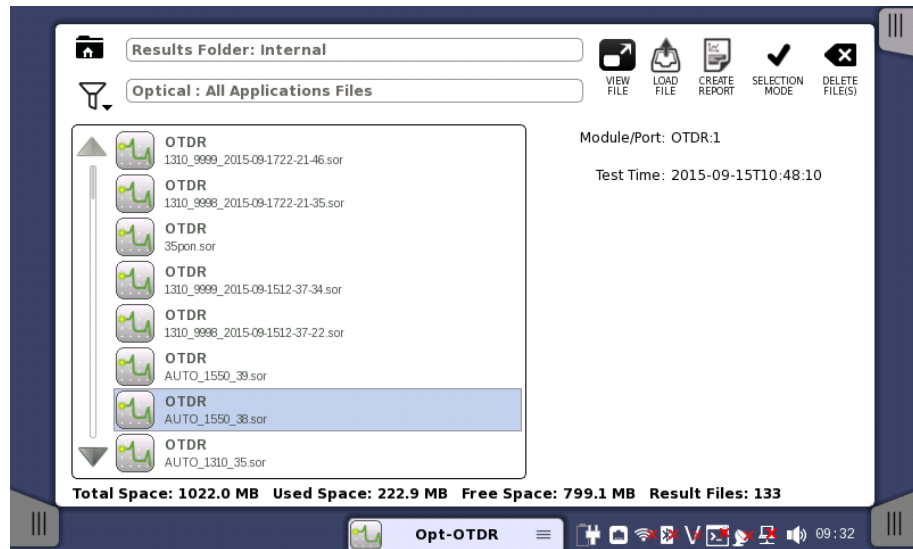 Results Folder: Internal
VIEW FILE
LOAD FILE
CREATE REPORT
SELECTION MODE
DELETE FILE(S)
Optical : All Applications Files
OTDR
1310_9999_2015-09-1722-21-46.sor
OTDR
1310_9998_2015-09-1722-21-35.sor
OTDR
35pon.sor
OTDR
1310_9999_2015-09-1512-37-34.sor
OTDR
1310_9998_2015-09-1512-37-22.sor
OTDR
AUTO_1550_39.sor
OTDR
AUTO_1550_38.sor
OTDR
AUTO_1310_35.sor
Module/Port: OTDR:1
Test Time: 2015-09-15T10:48:10
Total Space: 1022.0 MB Used Space: 222.9 MB Free Space: 799.1 MB Result Files: 133
Opt-OTDR
09:32